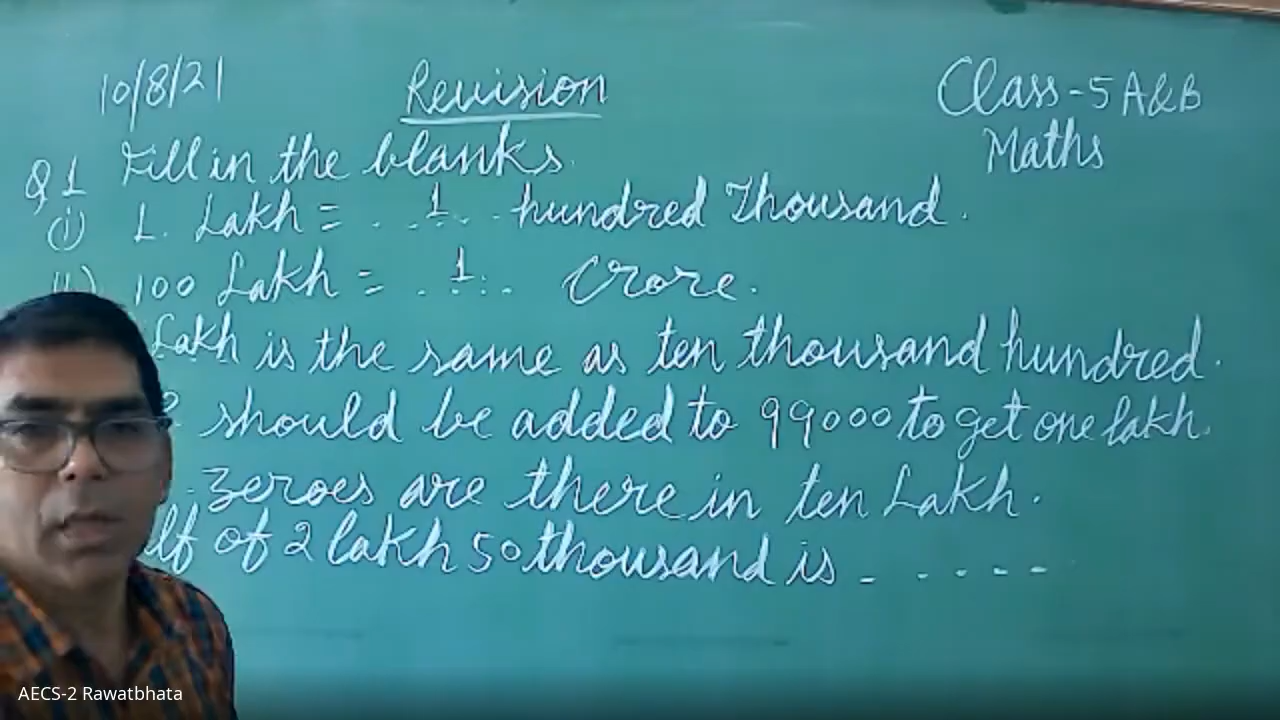 10/8/21 Revision Class-5 A&B
Maths
Q1 Fill in the blanks.
(i) 1. Lakh = . . 1 . . . hundred Thousand.
100 Lakh = . . 1 . . Crore.
Lakh is the same as ten thousand hundred.
should be added to 99000 to get one lakh.
zeroes are there in ten Lakh.
of 2 lakh 50 thousand is - - - - -
AECS-2 Rawatbhata